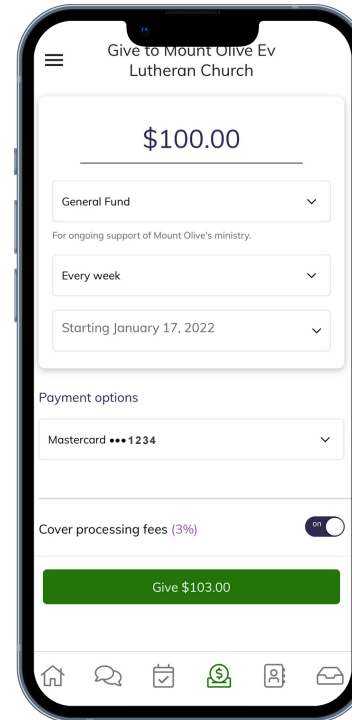 Give to Mount Olive Ev
Lutheran Church
$100.00
General Fund
For ongoing support of Mount Olive's ministry.
Every week
Starting January 17, 2022
Payment options
Mastercard •••1234
Cover processing fees (3%)
on
Give $103.00